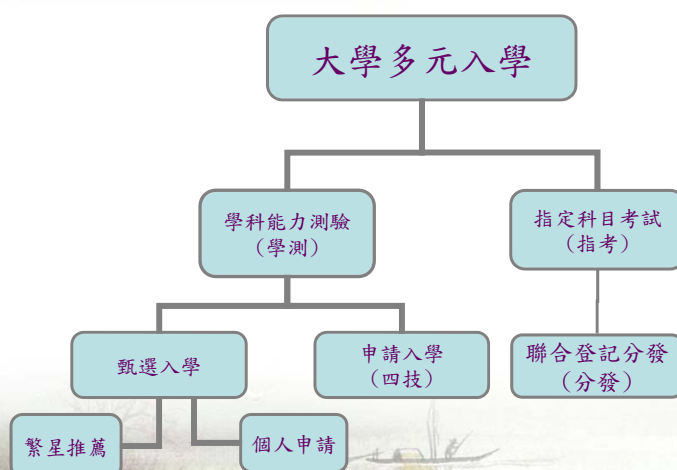 大學多元入學
學科能力測驗
(學測)
指定科目考試
(指考)
甄選入學
申請入學
(四技)
聯合登記分發
(分發)
繁星推薦
個人申請